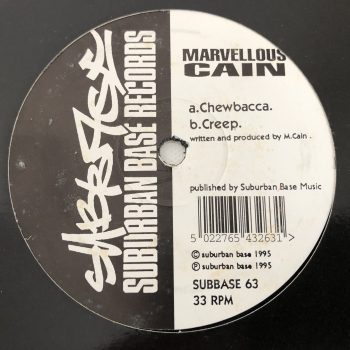 SUBBASE
SUBURBAN BASE RECORDS
MARVELLOUS
CAIN
a.Chewbacca.
b.Creep.
written and produced by M.Cain .
published by Suburban Base Music
5 022765 432631 >
© suburban base 1995
℗ suburban base 1995
SUBBASE 63
33 RPM